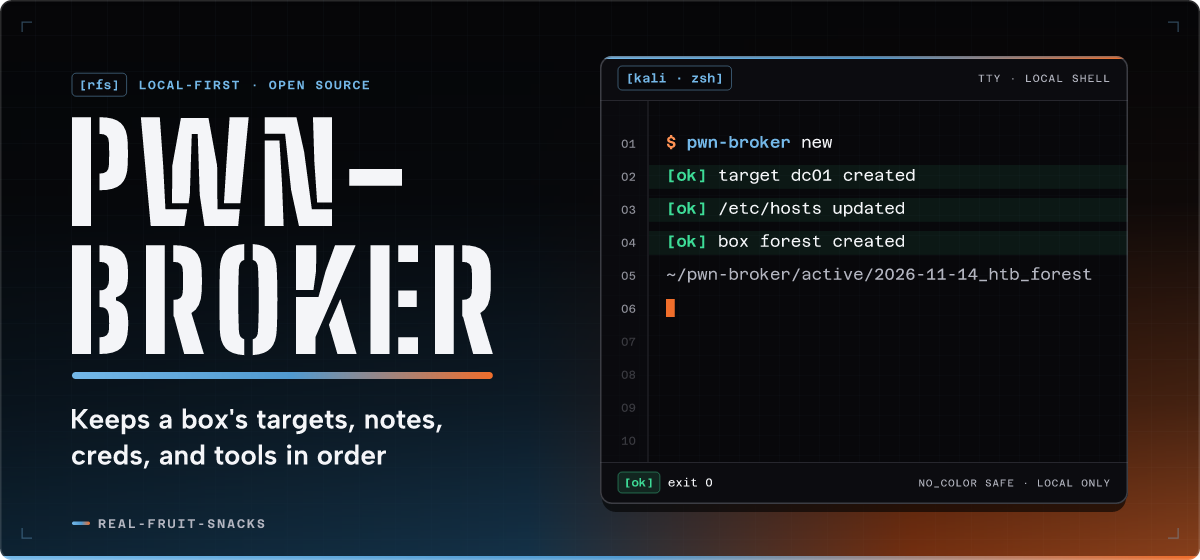 [rfs] LOCAL-FIRST · OPEN SOURCE
PWN-
BROKER
Keeps a box's targets, notes,
creds, and tools in order
REAL-FRUIT-SNACKS
[kali · zsh] TTY · LOCAL SHELL
01 $ pwn-broker new
02 [ok] target dc01 created
03 [ok] /etc/hosts updated
04 [ok] box forest created
05 ~/pwn-broker/active/2026-11-14_htb_forest
06
07
08
09
10
[ok] exit 0 NO_COLOR SAFE · LOCAL ONLY